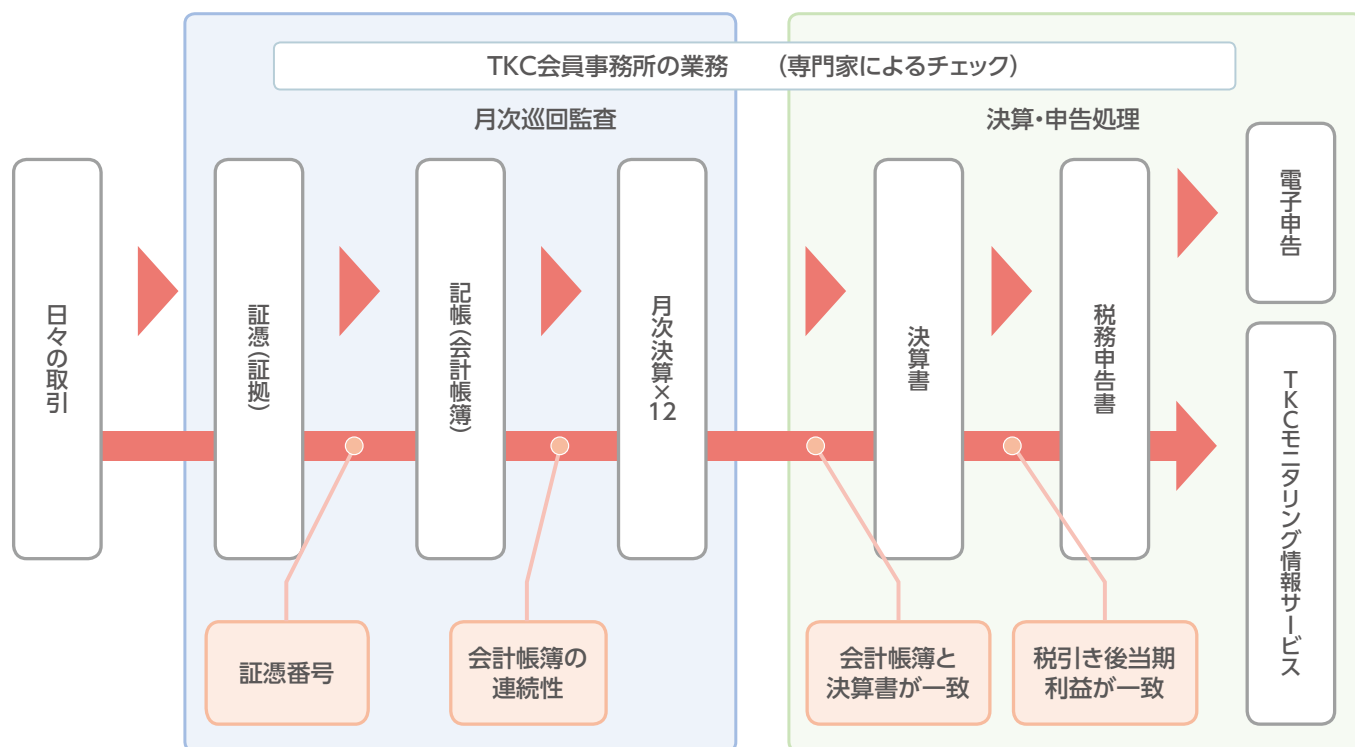 TKC会員事務所の業務　（専門家によるチェック）
月次巡回監査
決算・申告処理
日々の取引
証憑（証拠）
記帳（会計帳簿）
月次決算×12
決算書
税務申告書
電子申告
TKCモニタリング情報サービス
証憑番号
会計帳簿の
連続性
会計帳簿と
決算書が一致
税引き後当期
利益が一致